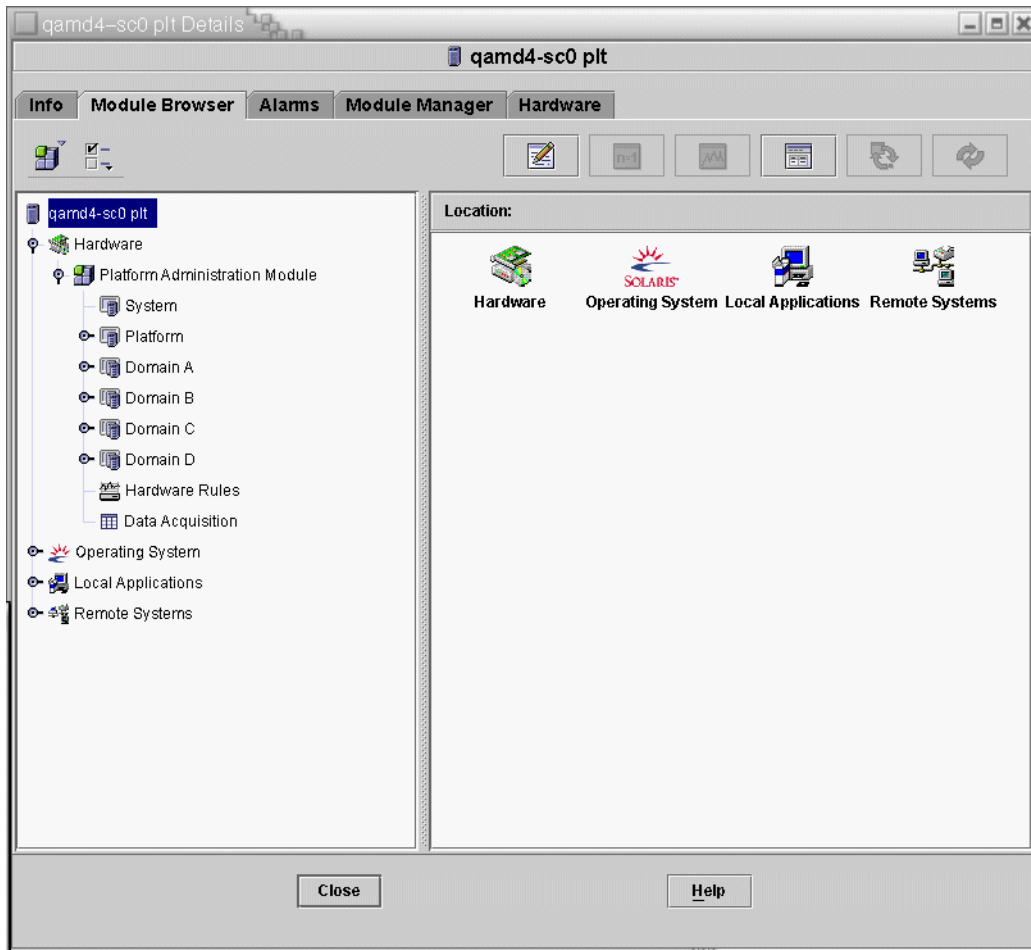 qamd4–sc0 plt Details
qamd4-sc0 plt
Info Module Browser Alarms Module Manager Hardware
n=1
qamd4-sc0 plt
Hardware
Platform Administration Module
System
Platform
Domain A
Domain B
Domain C
Domain D
Hardware Rules
Data Acquisition
Operating System
Local Applications
Remote Systems
Location:
SOLARIS
Hardware Operating System Local Applications Remote Systems
Close Help